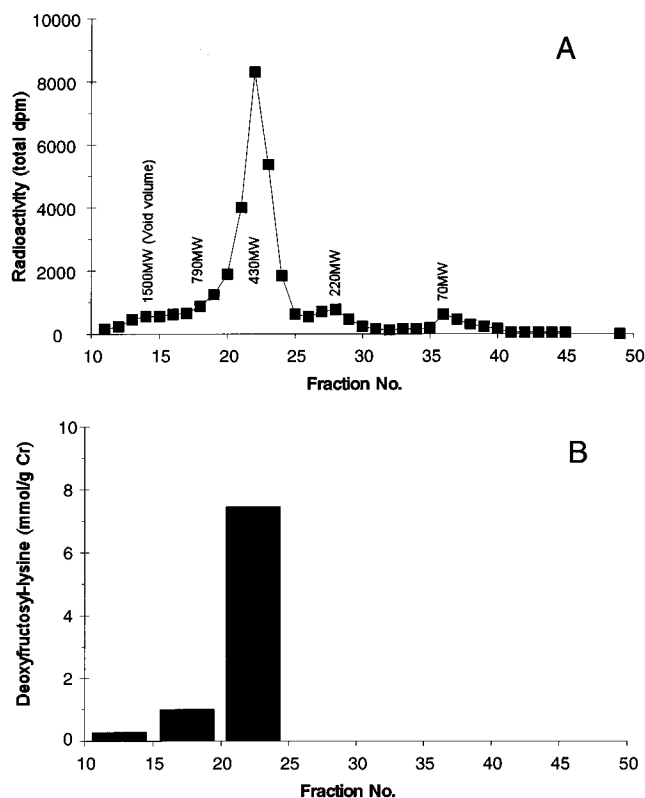 A
10000
8000
6000
4000
2000
0
Radioactivity (total dpm)
1500MW (Void volume)
790MW
430MW
220MW
70MW
10 15 20 25 30 35 40 45 50
Fraction No.
B
10
8
6
4
2
0
Deoxyfructosyl-lysine (mmol/g Cr)
10 15 20 25 30 35 40 45 50
Fraction No.